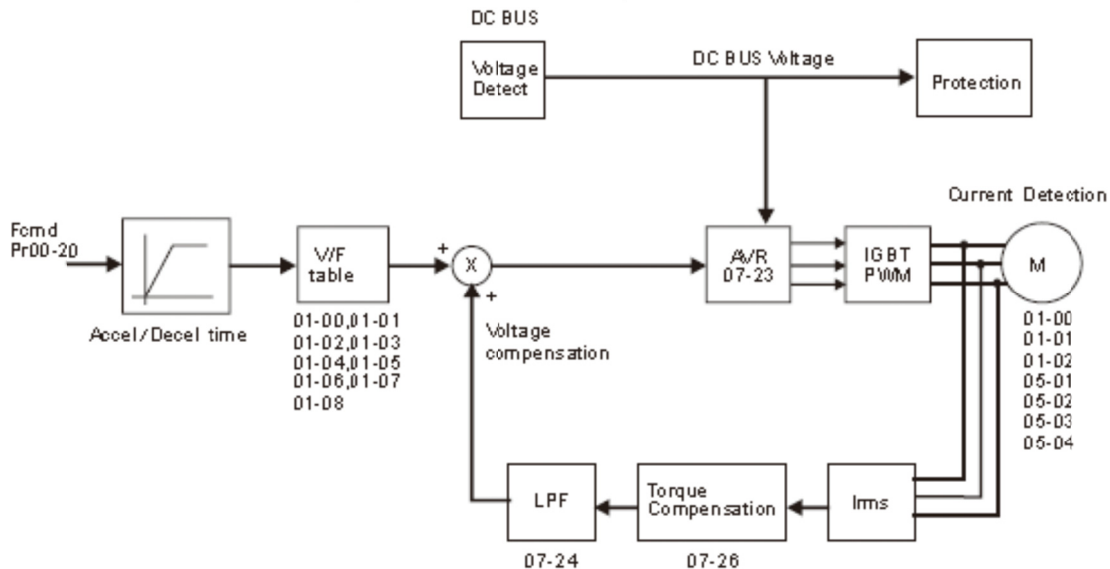 DC BUS
Voltage
Detect
DC BUS Voltage
Protection
Current Detection
Fcmd
Pr00-20
Accel/Decel time
V/F
table
01-00,01-01
01-02,01-03
01-04,01-05
01-06,01-07
01-08
+
X
+
Voltage
compensation
AVR
07-23
IGBT
PWM
M
01-00
01-01
01-02
05-01
05-02
05-03
05-04
LPF
07-24
Torque
Compensation
07-26
Irms